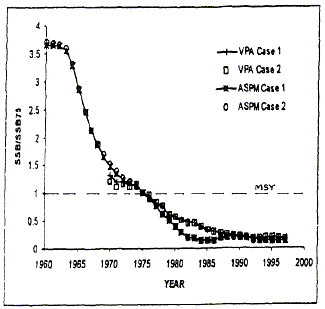 4
3.5
3
2.5
2
1.5
1
0.5
0
SSB/SSB75
VPA Case 1
VPA Case 2
ASPM Case 1
ASPM Case 2
MSY
1960 1965 1970 1975 1980 1985 1990 1995 2000
YEAR